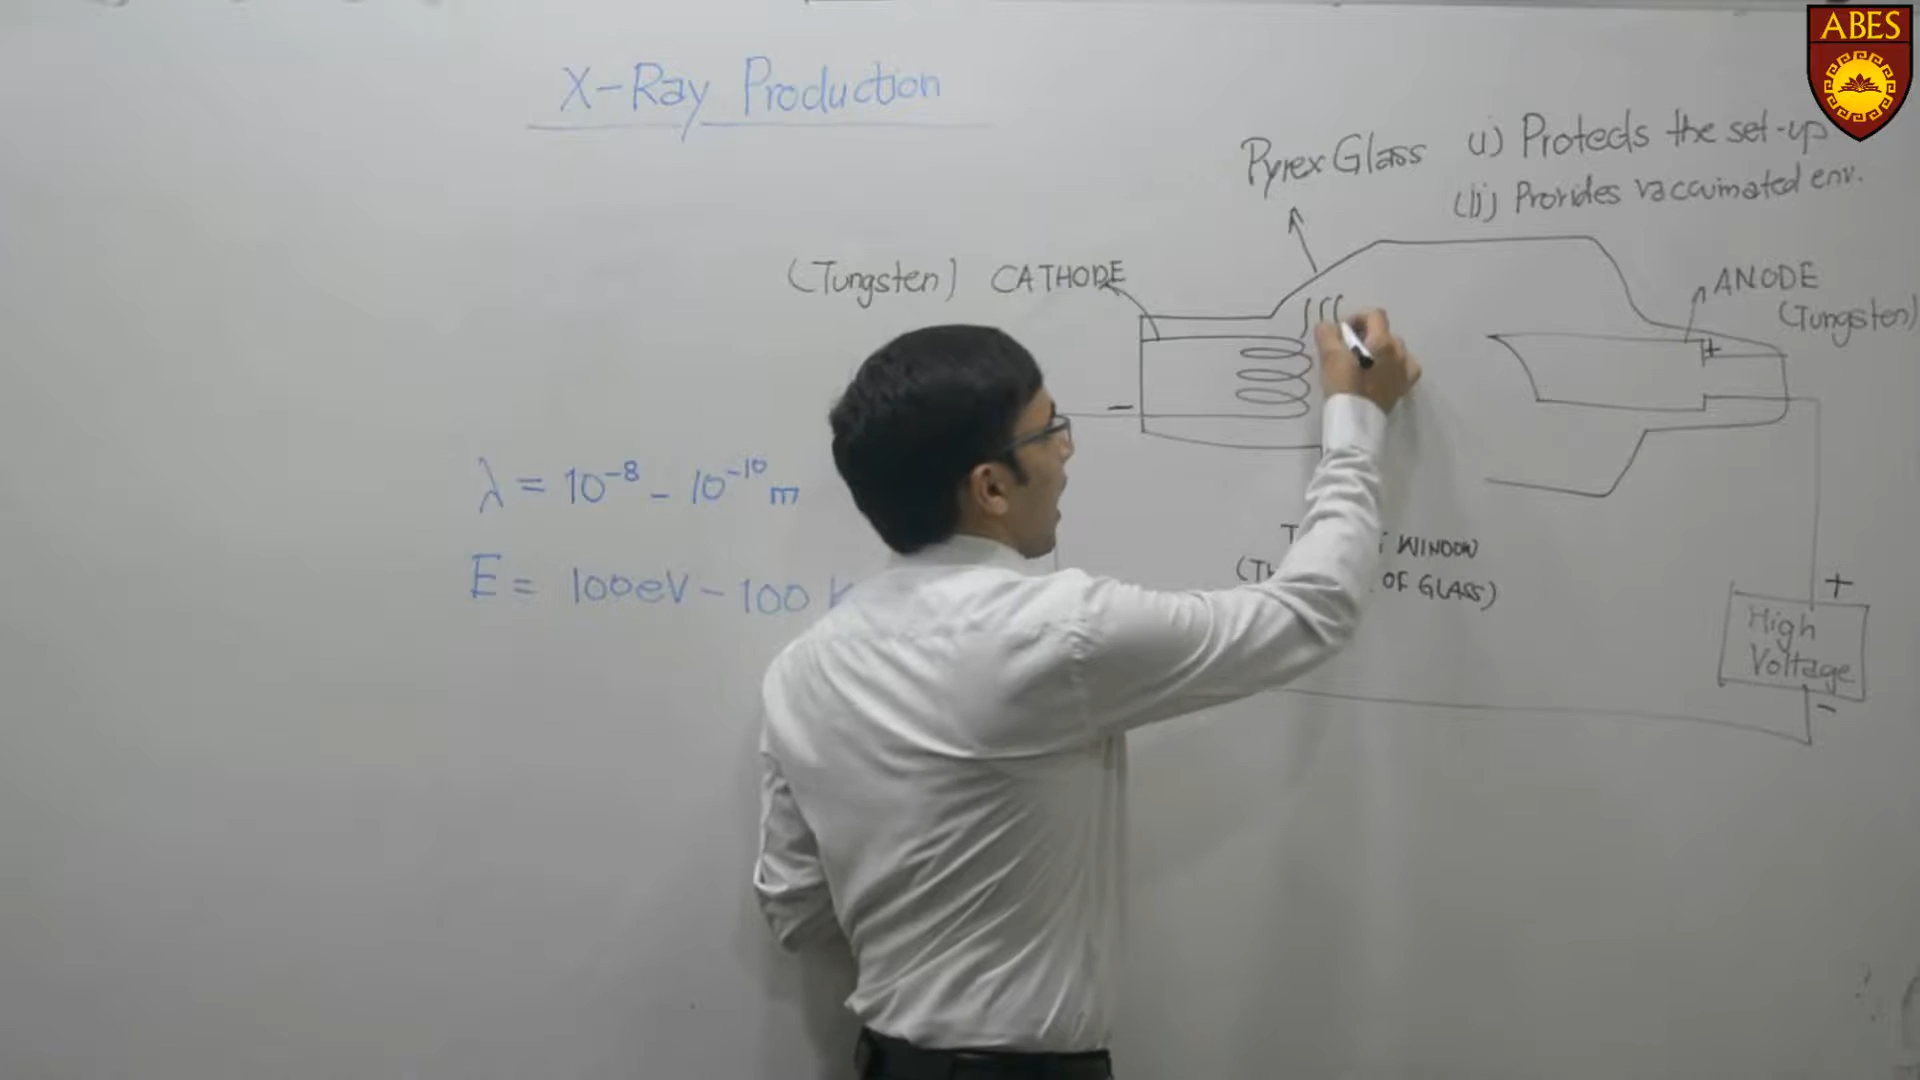 ABES
X-Ray Production
Pyrex Glass
(i) Protects the set-up
(ii) Provides vaccuimated env.
(Tungsten) CATHODE
ANODE
(Tungsten)
+
−
λ = 10⁻⁸ - 10⁻¹⁰ m
E = 100eV - 100
WINDOW
OF GLASS)
+
High
Voltage
−